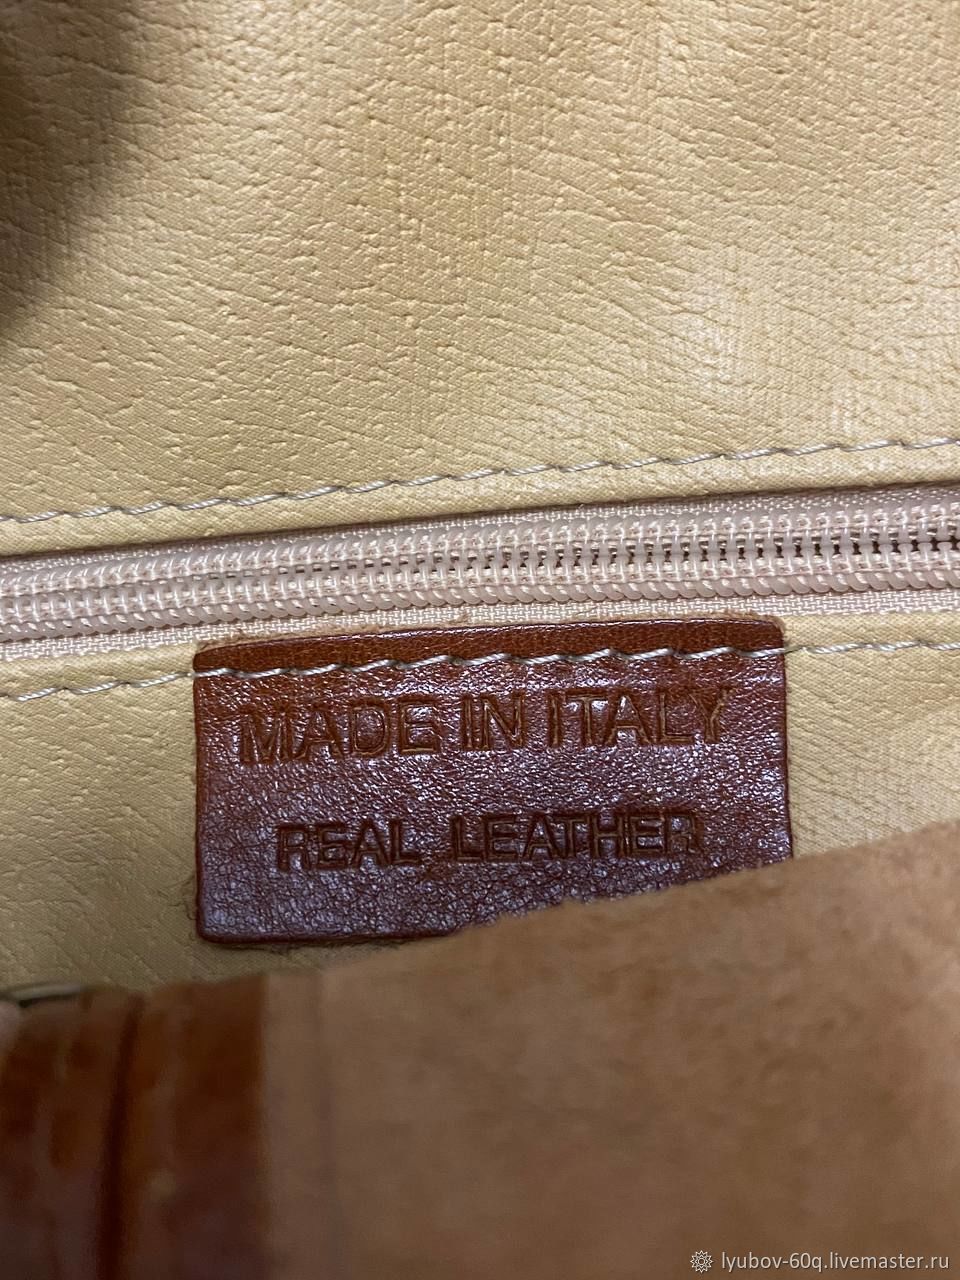 MADE IN ITALY
REAL LEATHER
lyubov-60q.livemaster.ru